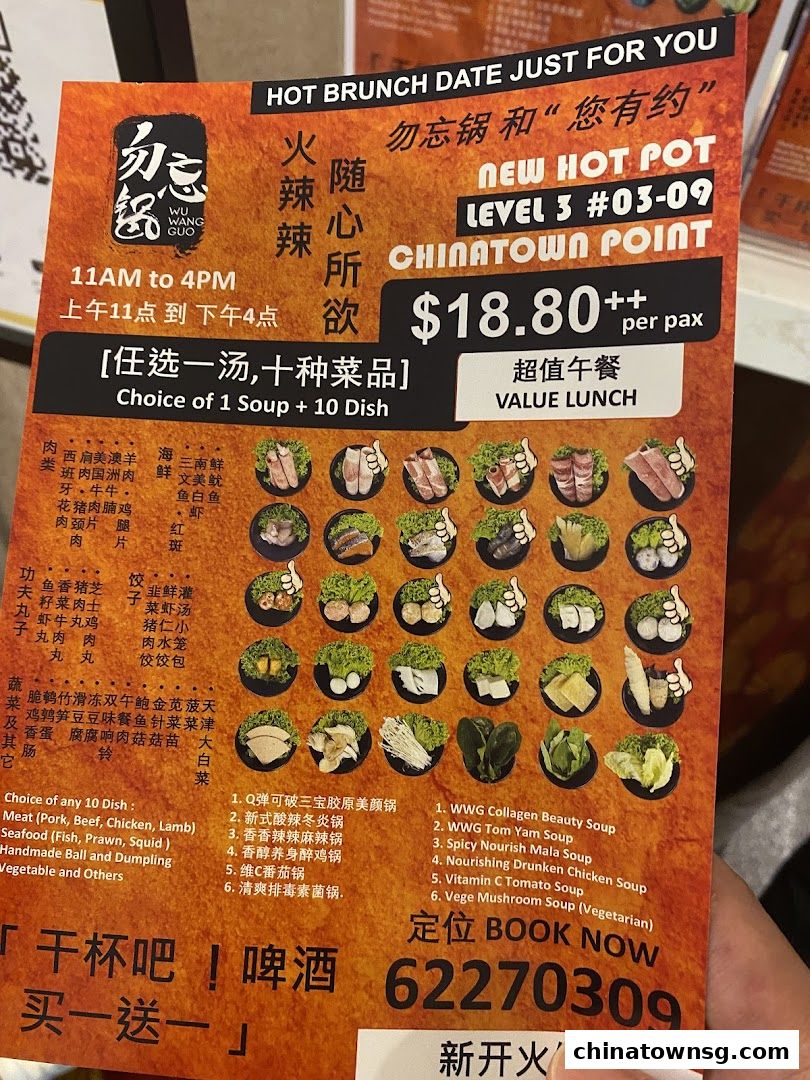 HOT BRUNCH DATE JUST FOR YOU
勿忘锅 和“您有约”
勿忘锅
WU
WANG
GUO
火辣辣
随心所欲
NEW HOT POT
LEVEL 3 #03-09
CHINATOWN POINT
11AM to 4PM
上午11点 到 下午4点
$18.80++
per pax
[任选一汤,十种菜品]
Choice of 1 Soup + 10 Dish
超值午餐
VALUE LUNCH
肉类
西班牙花肉
肩肉·猪颈肉
美国牛肉片
澳洲牛腩
羊肉·鸡腿片
海鲜
三文鱼
南美白虾·红斑
鲜鱿鱼
功夫丸子
鱼籽虾丸
香菜牛肉丸
猪肉丸
芝士鸡肉丸
饺子
韭菜猪肉饺
鲜虾仁水饺
灌汤小笼包
蔬菜及其它
脆鸡香肠
鹌鹑蛋
竹笋
滑豆腐
冻豆腐
双味响铃
午餐肉
鲍鱼菇
金针菇
苋菜苗
菠菜
天津大白菜
Choice of any 10 Dish :
Meat (Pork, Beef, Chicken, Lamb)
Seafood (Fish, Prawn, Squid )
Handmade Ball and Dumpling
Vegetable and Others
1. Q弹可破三宝胶原美颜锅
2. 新式酸辣冬炎锅
3. 香香辣辣麻辣锅
4. 香醇养身醉鸡锅
5. 维C番茄锅
6. 清爽排毒素菌锅.
1. WWG Collagen Beauty Soup
2. WWG Tom Yam Soup
3. Spicy Nourish Mala Soup
4. Nourishing Drunken Chicken Soup
5. Vitamin C Tomato Soup
6. Vege Mushroom Soup (Vegetarian)
「干杯吧！啤酒
买一送一」
定位 BOOK NOW
62270309
新开火
chinatownsg.com